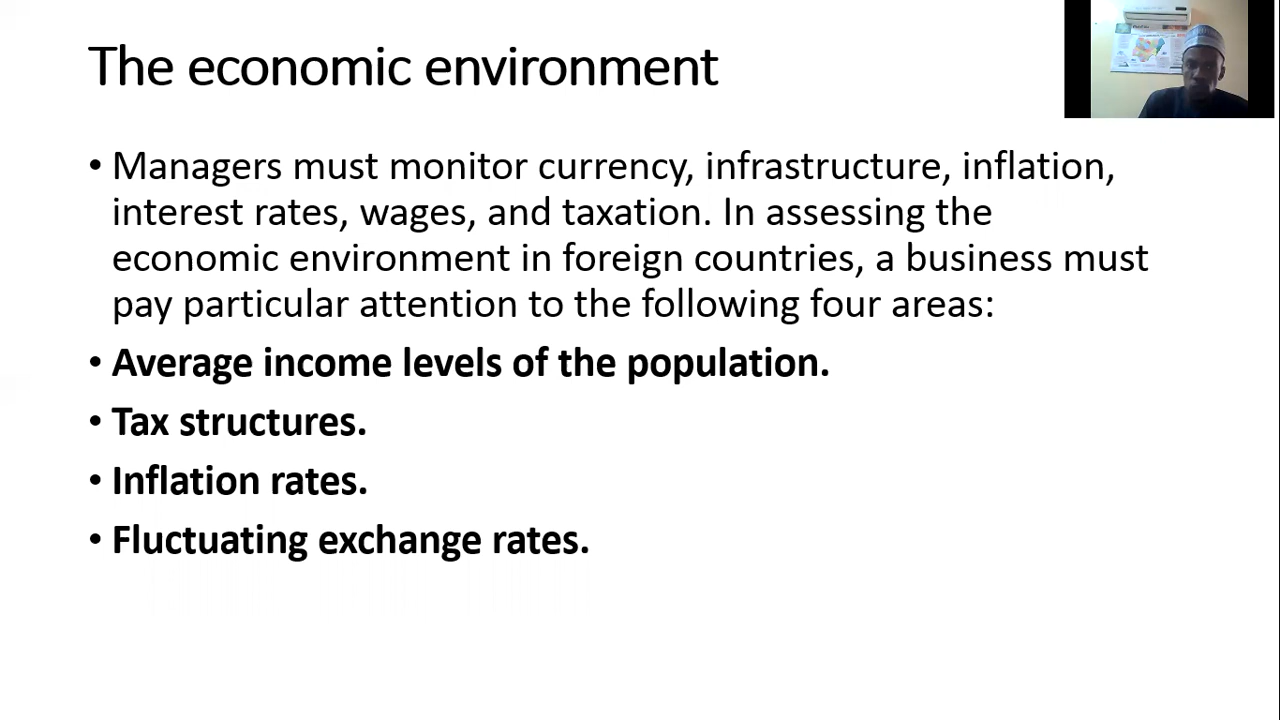 The economic environment
• Managers must monitor currency, infrastructure, inflation,
interest rates, wages, and taxation. In assessing the
economic environment in foreign countries, a business must
pay particular attention to the following four areas:
• Average income levels of the population.
• Tax structures.
• Inflation rates.
• Fluctuating exchange rates.